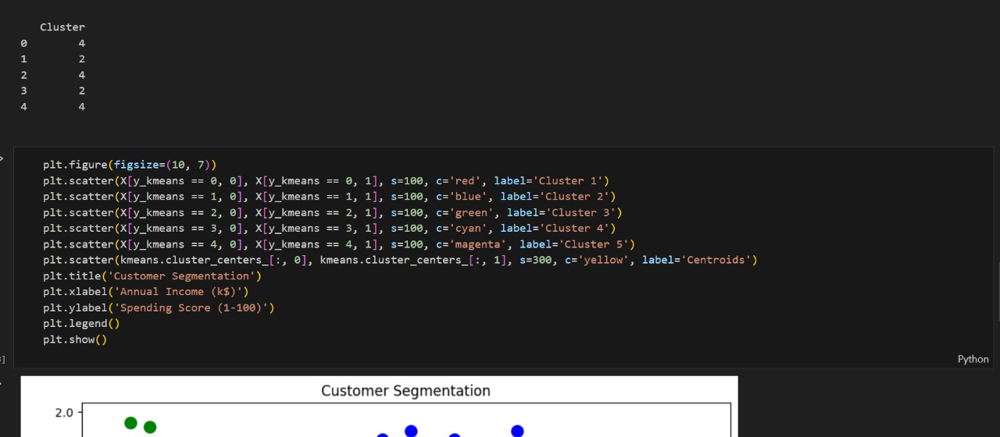 Cluster
0 4
1 2
2 4
3 2
4 4
plt.figure(figsize=(10, 7))
plt.scatter(X[y_kmeans == 0, 0], X[y_kmeans == 0, 1], s=100, c='red', label='Cluster 1')
plt.scatter(X[y_kmeans == 1, 0], X[y_kmeans == 1, 1], s=100, c='blue', label='Cluster 2')
plt.scatter(X[y_kmeans == 2, 0], X[y_kmeans == 2, 1], s=100, c='green', label='Cluster 3')
plt.scatter(X[y_kmeans == 3, 0], X[y_kmeans == 3, 1], s=100, c='cyan', label='Cluster 4')
plt.scatter(X[y_kmeans == 4, 0], X[y_kmeans == 4, 1], s=100, c='magenta', label='Cluster 5')
plt.scatter(kmeans.cluster_centers_[:, 0], kmeans.cluster_centers_[:, 1], s=300, c='yellow', label='Centroids')
plt.title('Customer Segmentation')
plt.xlabel('Annual Income (k$)')
plt.ylabel('Spending Score (1-100)')
plt.legend()
plt.show()
Python
Customer Segmentation
2.0